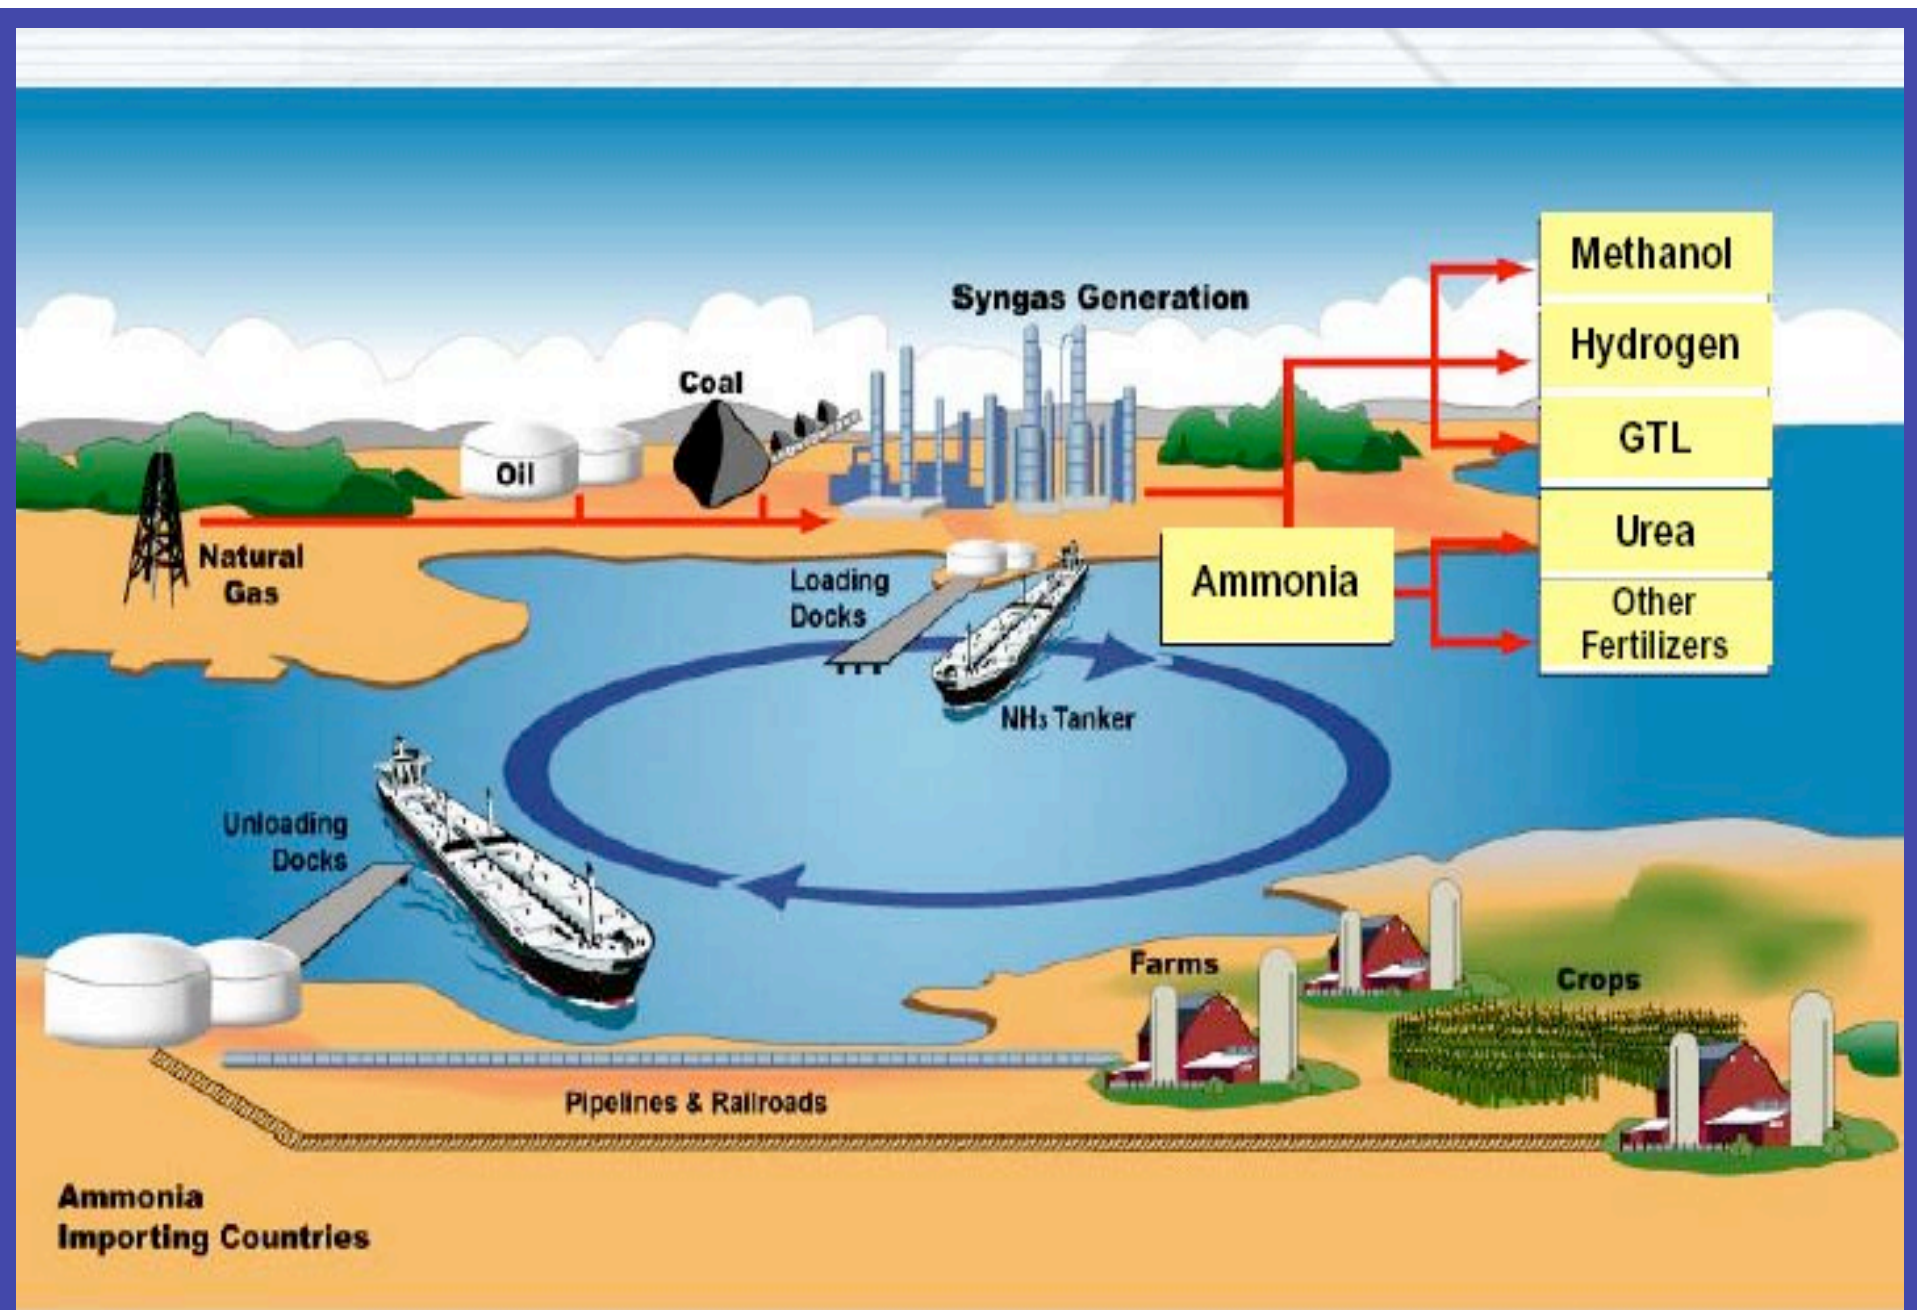 Methanol
Syngas Generation
Hydrogen
Coal
GTL
Oil
Urea
Natural
Gas
Loading
Docks
Ammonia
Other
Fertilizers
NH₃ Tanker
Unloading
Docks
Farms
Crops
Pipelines & Railroads
Ammonia
Importing Countries